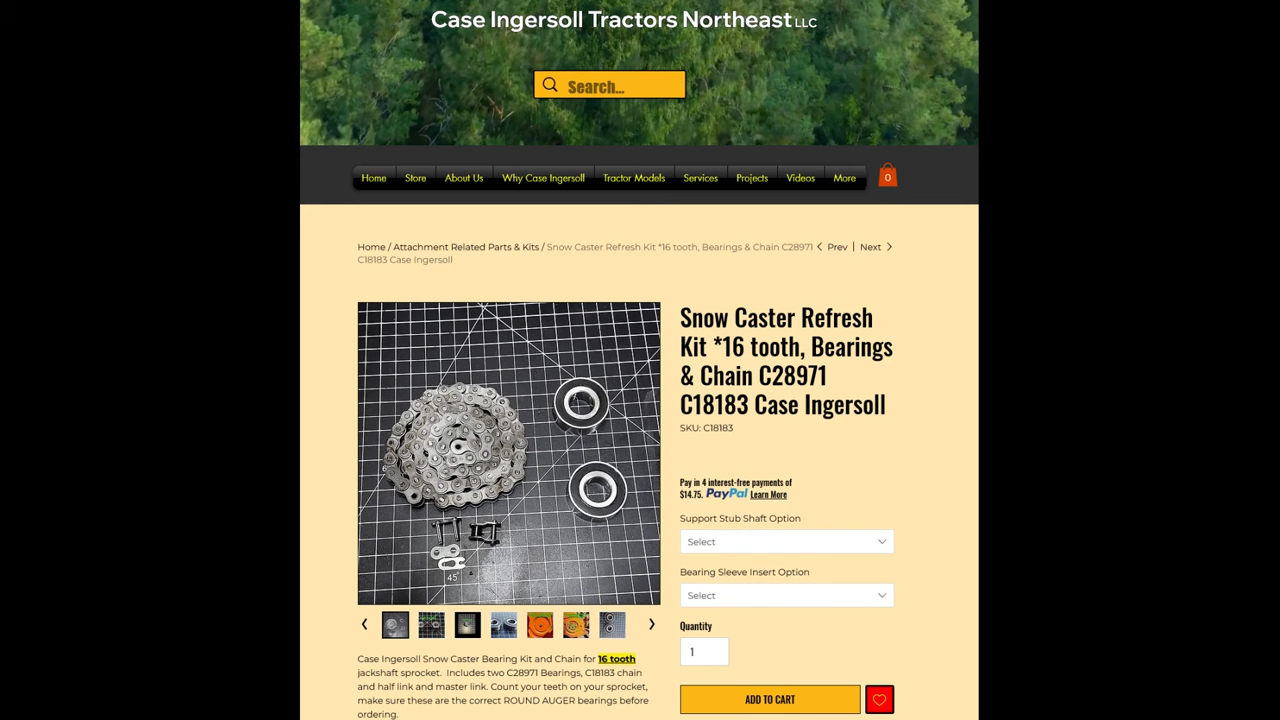 Case Ingersoll Tractors Northeast LLC
Search...
Home
Store
About Us
Why Case Ingersoll
Tractor Models
Services
Projects
Videos
More
0
Home / Attachment Related Parts & Kits / Snow Caster Refresh Kit *16 tooth, Bearings & Chain C28971
C18183 Case Ingersoll
Prev | Next
Snow Caster Refresh
Kit *16 tooth, Bearings
& Chain C28971
C18183 Case Ingersoll
SKU: C18183
Pay in 4 interest-free payments of
$14.75. PayPal Learn More
Support Stub Shaft Option
Select
Bearing Sleeve Insert Option
Select
Quantity
1
ADD TO CART
45°
Case Ingersoll Snow Caster Bearing Kit and Chain for 16 tooth
jackshaft sprocket. Includes two C28971 Bearings, C18183 chain
and half link and master link. Count your teeth on your sprocket,
make sure these are the correct ROUND AUGER bearings before
ordering.